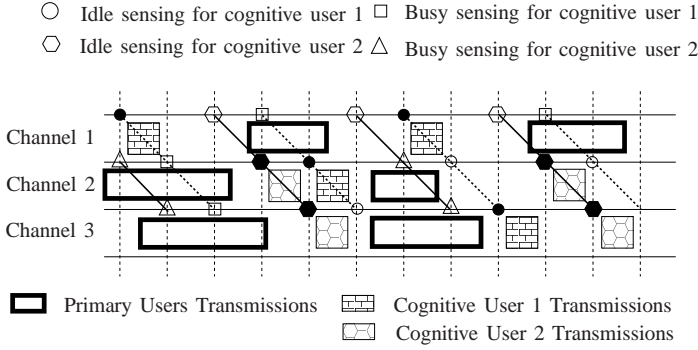 Idle sensing for cognitive user 1 Busy sensing for cognitive user 1
Idle sensing for cognitive user 2 Busy sensing for cognitive user 2
Channel 1
Channel 2
Channel 3
Primary Users Transmissions Cognitive User 1 Transmissions
Cognitive User 2 Transmissions